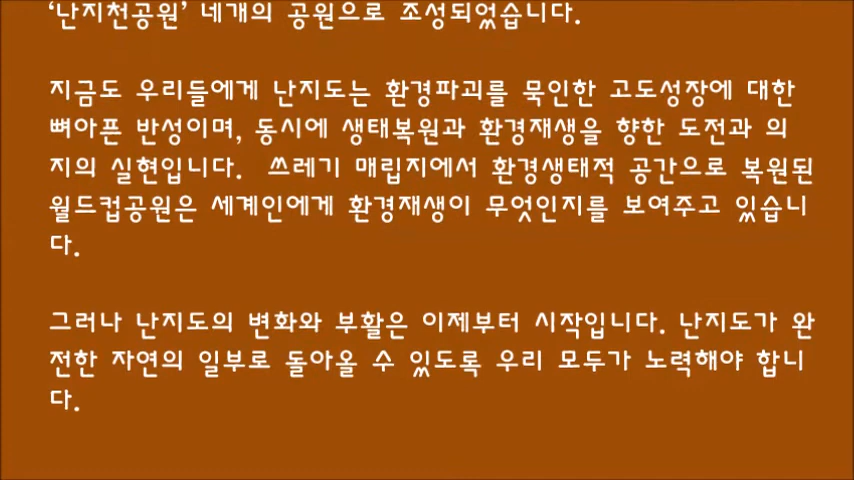 ‘난지천공원’ 네개의 공원으로 조성되었습니다.
지금도 우리들에게 난지도는 환경파괴를 묵인한 고도성장에 대한
뼈아픈 반성이며, 동시에 생태복원과 환경재생을 향한 도전과 의
지의 실현입니다. 쓰레기 매립지에서 환경생태적 공간으로 복원된
월드컵공원은 세계인에게 환경재생이 무엇인지를 보여주고 있습니
다.
그러나 난지도의 변화와 부활은 이제부터 시작입니다. 난지도가 완
전한 자연의 일부로 돌아올 수 있도록 우리 모두가 노력해야 합니
다.